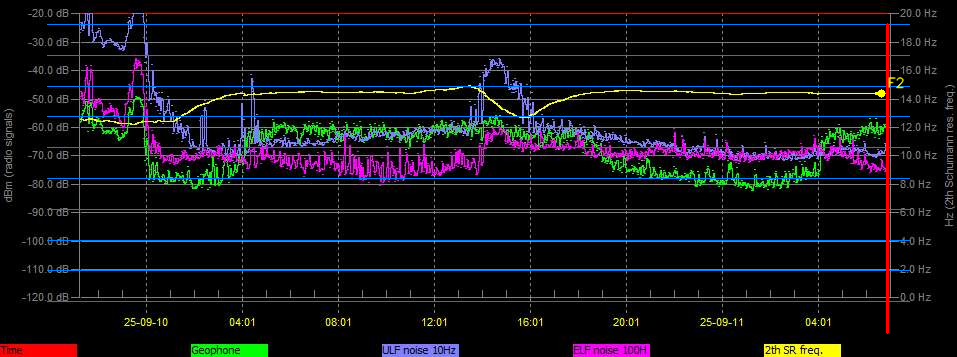 -20.0 dB 20.0 Hz
-30.0 dB 18.0 Hz
-40.0 dB 16.0 Hz
F2
-50.0 dB 14.0 Hz
-60.0 dB 12.0 Hz
-70.0 dB 10.0 Hz
-80.0 dB 8.0 Hz
-90.0 dB 6.0 Hz
-100.0 dB 4.0 Hz
-110.0 dB 2.0 Hz
-120.0 dB 0.0 Hz
dBm (radio signals)
Hz (2th Schumann res. freq.)
25-09-10 04:01 08:01 12:01 16:01 20:01 25-09-11 04:01
Time Geophone ULF noise 10Hz ELF noise 100H 2th SR freq.